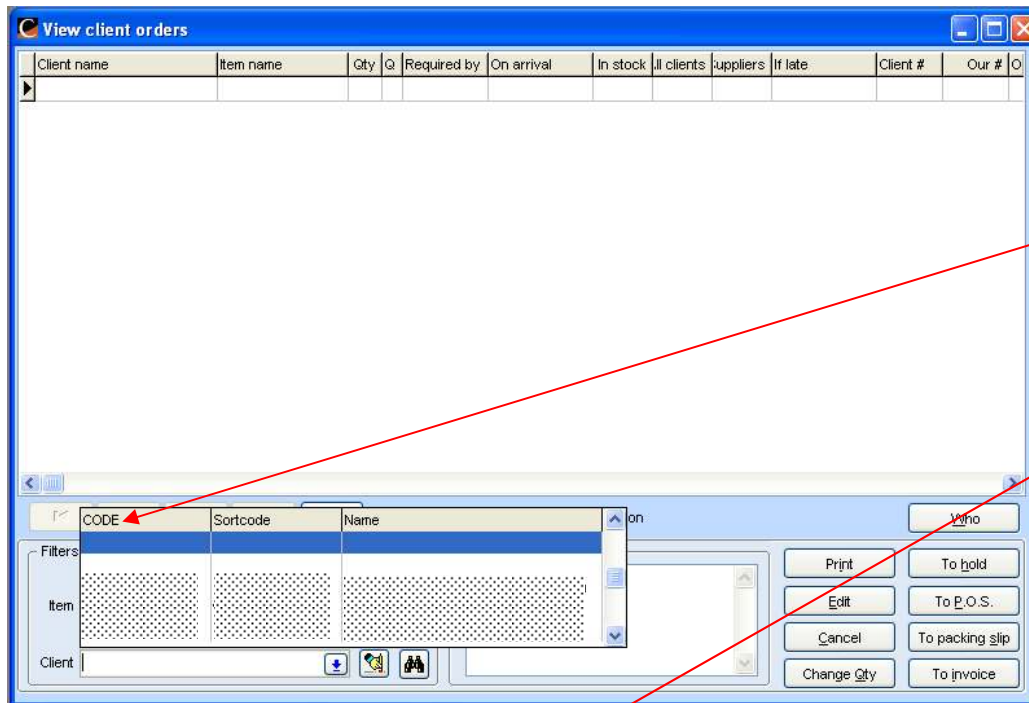 View client orders
Client name Item name Qty Q Required by On arrival In stock ll clients uppliers If late Client # Our # O
CODE Sortcode Name on Who
Filters
Print To hold
Item Edit To P.O.S.
Cancel To packing slip
Client Change Qty To invoice